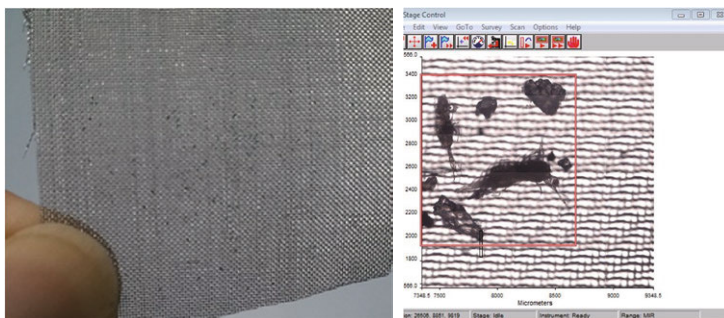 Stage Control
Edit View GoTo Survey Scan Options Help
3400
3200
3000
2800
2600
2400
2200
2000
1800
7348.5 7500 8000 8500 9000 9348.5
Micrometers
Stage: Idle Instrument: Ready Range: MIR